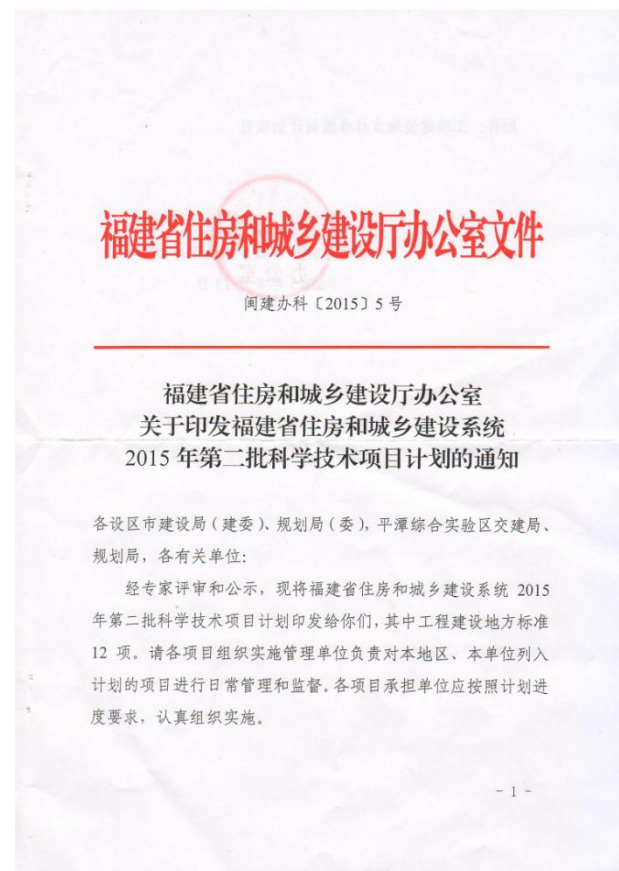 福建省住房和城乡建设厅办公室文件
闽建办科〔2015〕5号
福建省住房和城乡建设厅办公室
关于印发福建省住房和城乡建设系统
2015年第二批科学技术项目计划的通知
各设区市建设局(建委)、规划局(委),平潭综合实验区交建局、
规划局,各有关单位:
经专家评审和公示,现将福建省住房和城乡建设系统 2015
年第二批科学技术项目计划印发给你们,其中工程建设地方标准
12 项。请各项目组织实施管理单位负责对本地区、本单位列入
计划的项目进行日常管理和监督。各项目承担单位应按照计划进
度要求,认真组织实施。
- 1 -